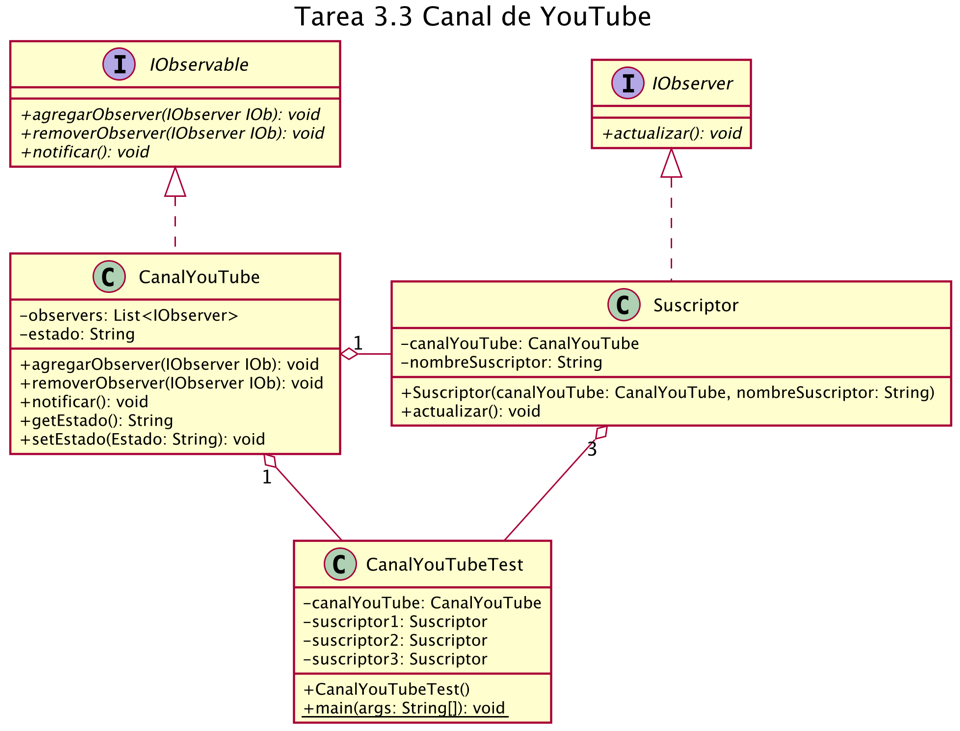 Tarea 3.3 Canal de YouTube
I IObservable
+agregarObserver(IObserver IOb): void
+removerObserver(IObserver IOb): void
+notificar(): void
I IObserver
+actualizar(): void
C CanalYouTube
-observers: List<IObserver>
-estado: String
+agregarObserver(IObserver IOb): void
+removerObserver(IObserver IOb): void
+notificar(): void
+getEstado(): String
+setEstado(Estado: String): void
1
C Suscriptor
-canalYouTube: CanalYouTube
-nombreSuscriptor: String
+Suscriptor(canalYouTube: CanalYouTube, nombreSuscriptor: String)
+actualizar(): void
1
3
C CanalYouTubeTest
-canalYouTube: CanalYouTube
-suscriptor1: Suscriptor
-suscriptor2: Suscriptor
-suscriptor3: Suscriptor
+CanalYouTubeTest()
+main(args: String[]): void